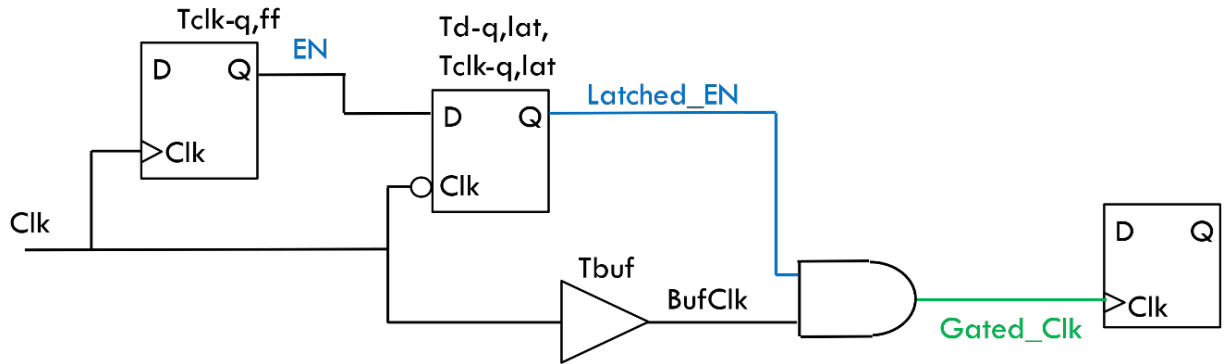 Tclk-q,ff
EN
D Q
Clk
Td-q,lat,
Tclk-q,lat
D Q
Clk
Latched_EN
Clk
Tbuf
BufClk
D Q
Clk
Gated_Clk